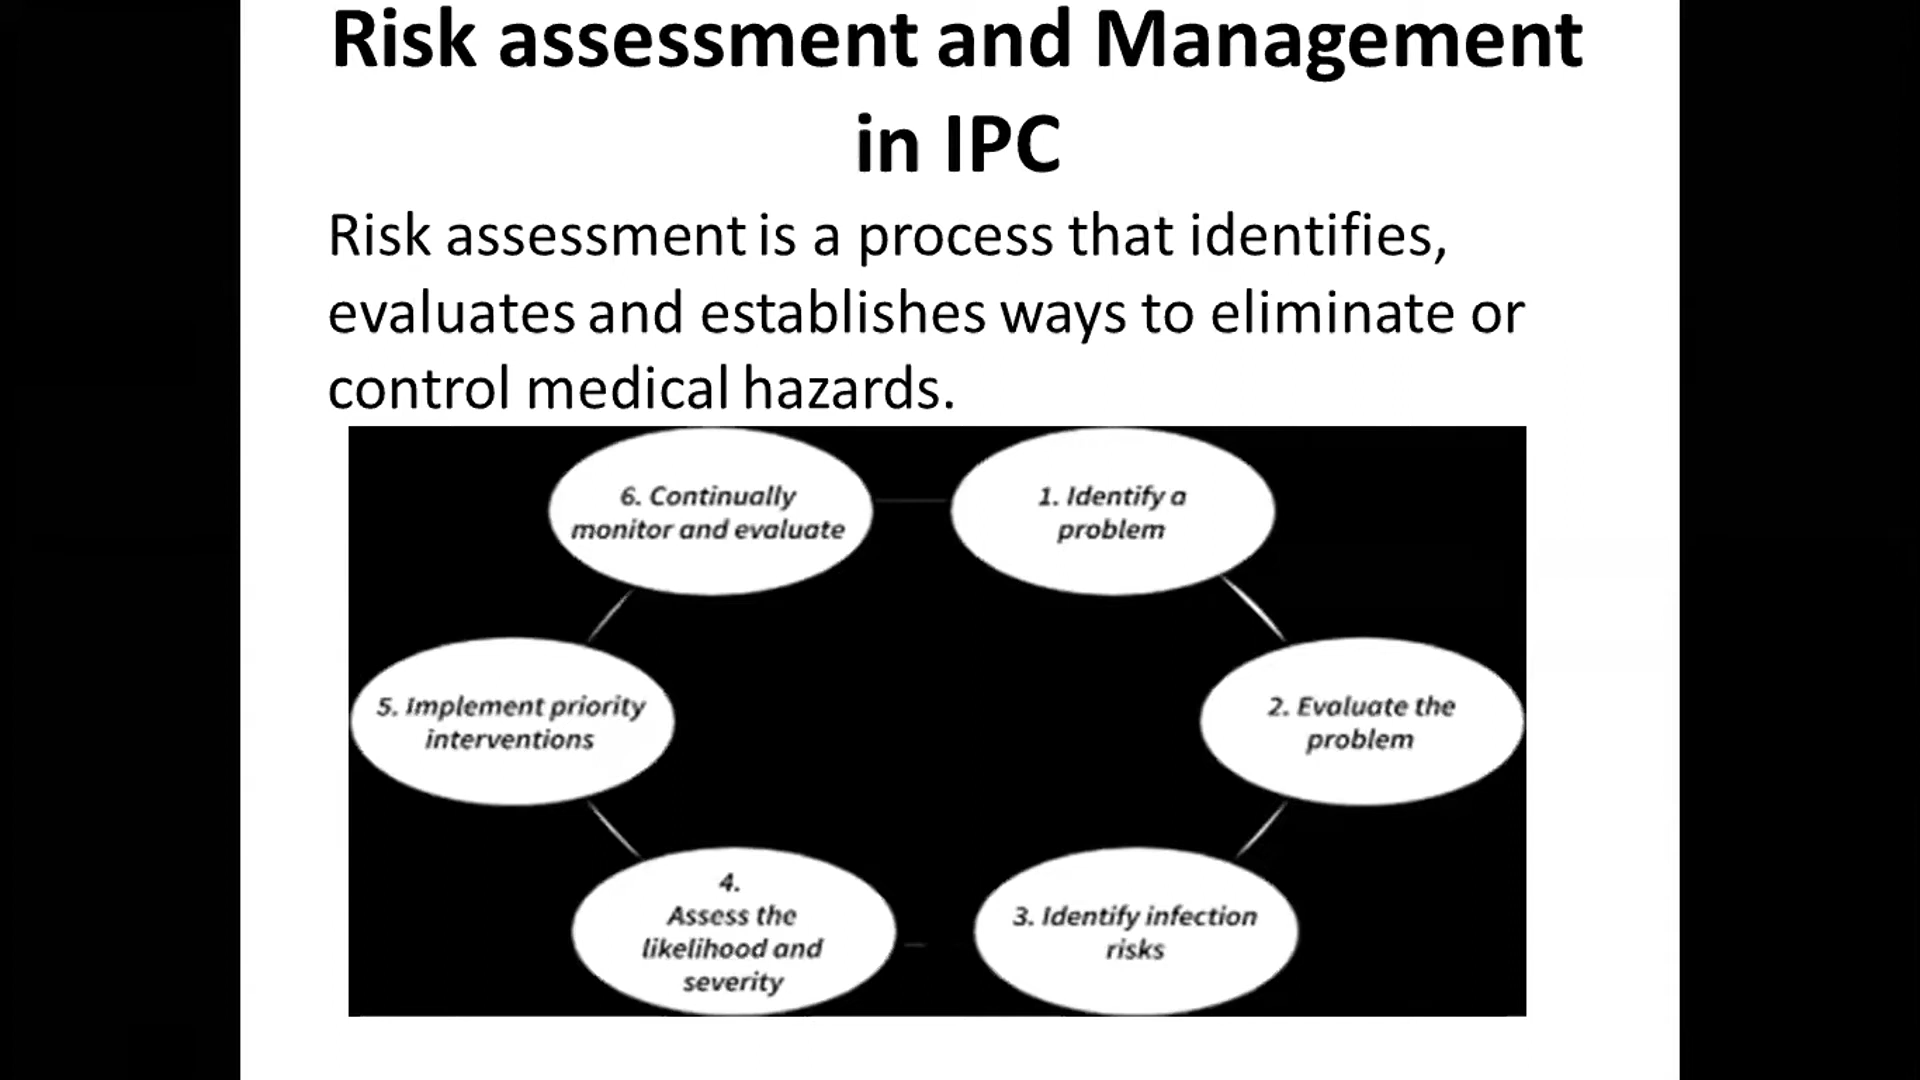 Risk assessment and Management
in IPC
Risk assessment is a process that identifies,
evaluates and establishes ways to eliminate or
control medical hazards.
6. Continually
monitor and evaluate
1. Identify a
problem
5. Implement priority
interventions
2. Evaluate the
problem
4.
Assess the
likelihood and
severity
3. Identify infection
risks